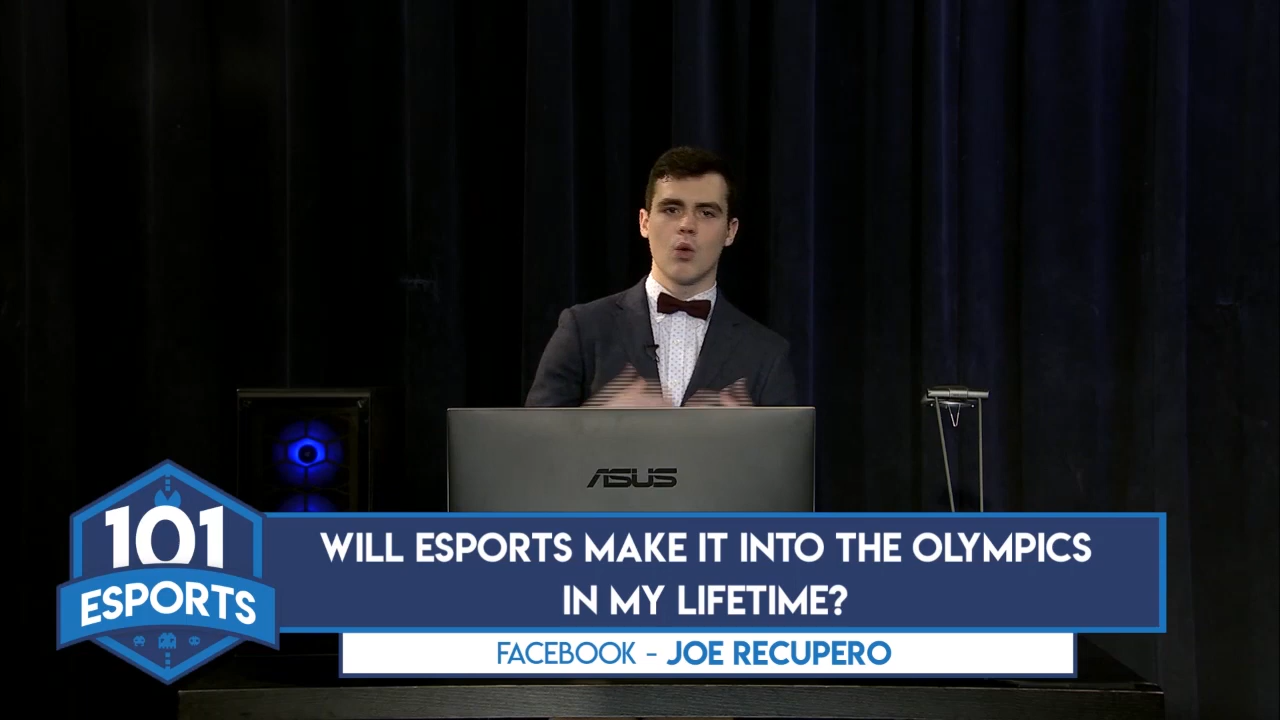 ASUS
101
ESPORTS
WILL ESPORTS MAKE IT INTO THE OLYMPICS
IN MY LIFETIME?
FACEBOOK - JOE RECUPERO